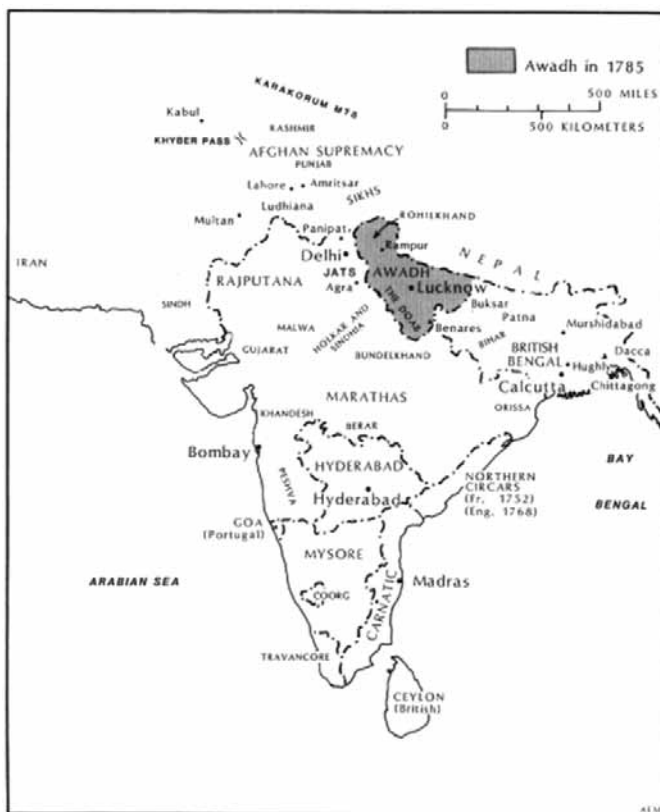 Awadh in 1785
0 500 MILES
0 500 KILOMETERS
KARAKORUM MTS
Kabul
KASHMIR
KHYBER PASS
AFGHAN SUPREMACY
PUNJAB
Lahore Amritsar
SIKHS
Ludhiana
Multan
ROHILKHAND
Panipat
Rampur
NEPAL
Delhi
IRAN
JATS
AWADH
RAJPUTANA
Lucknow
Agra
THE DOAB
Buksar
SINDH
Patna
HOLKAR AND
SINDHIA
MALWA
Benares
Murshidabad
BIHAR
GUJARAT
BUNDELKHAND
BRITISH
BENGAL
Dacca
Hughly
Calcutta
Chittagong
MARATHAS
ORISSA
KHANDESH
BERAR
Bombay
BAY
HYDERABAD
PESHVA
NORTHERN
CIRCARS
(Fr. 1752)
(Eng. 1768)
Hyderabad
BENGAL
GOA
(Portugal)
MYSORE
ARABIAN SEA
Madras
COORG
CARNATIC
TRAVANCORE
CEYLON
(British)